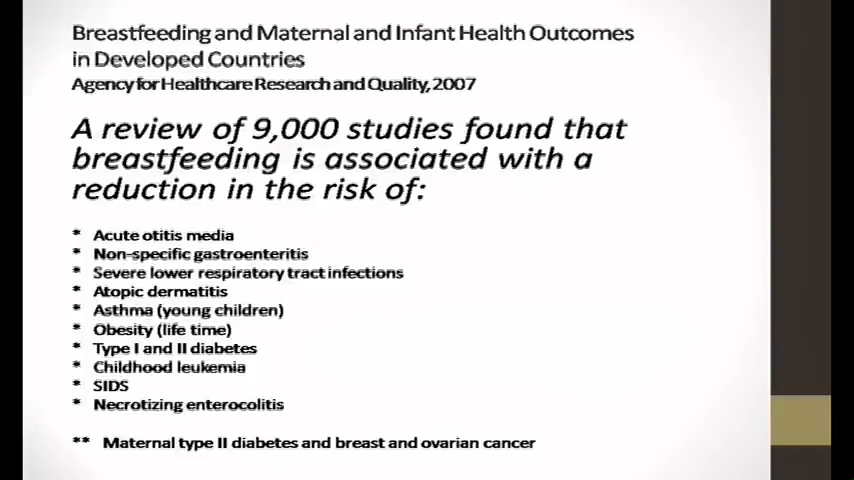 Breastfeeding and Maternal and Infant Health Outcomes
in Developed Countries
Agency for Healthcare Research and Quality, 2007
A review of 9,000 studies found that
breastfeeding is associated with a
reduction in the risk of:
* Acute otitis media
* Non-specific gastroenteritis
* Severe lower respiratory tract infections
* Atopic dermatitis
* Asthma (young children)
* Obesity (life time)
* Type I and II diabetes
* Childhood leukemia
* SIDS
* Necrotizing enterocolitis
** Maternal type II diabetes and breast and ovarian cancer